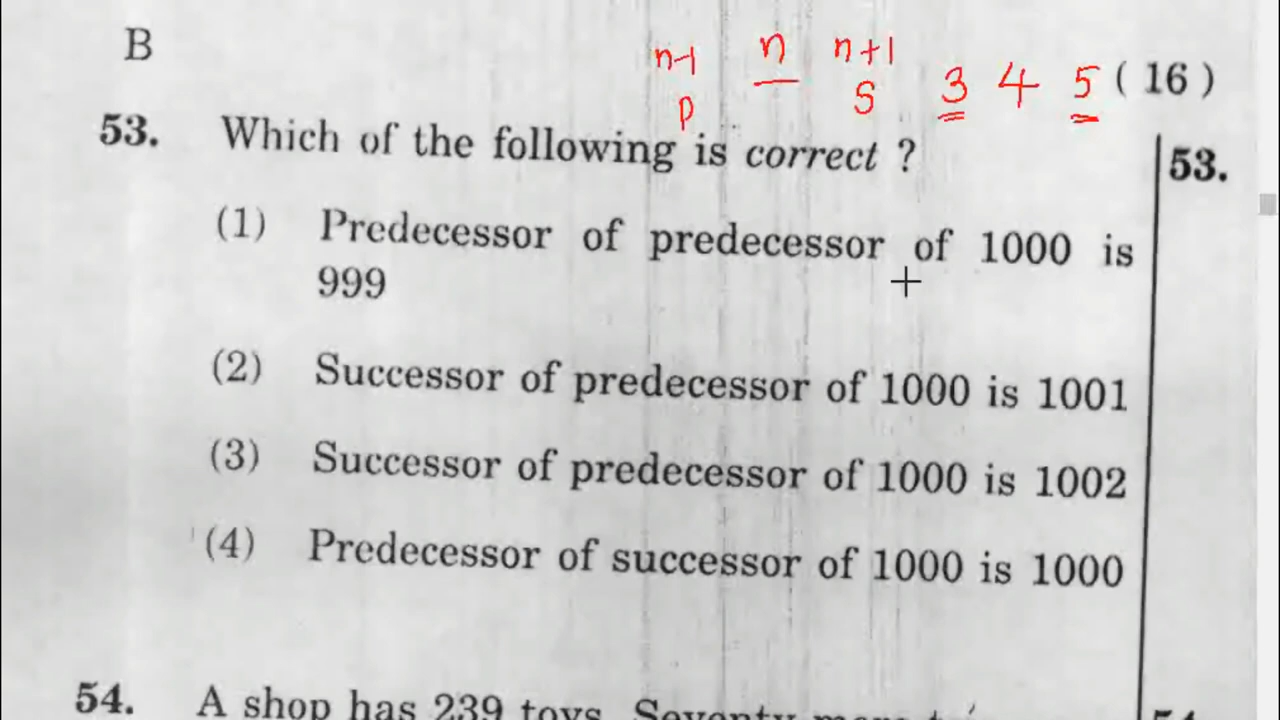 B
n-1 n n+1 3 4 5 (16)
p S
53. Which of the following is correct ? 53.
(1) Predecessor of predecessor of 1000 is
999
(2) Successor of predecessor of 1000 is 1001
(3) Successor of predecessor of 1000 is 1002
(4) Predecessor of successor of 1000 is 1000
54. A shop has 239 toys. Seventy more